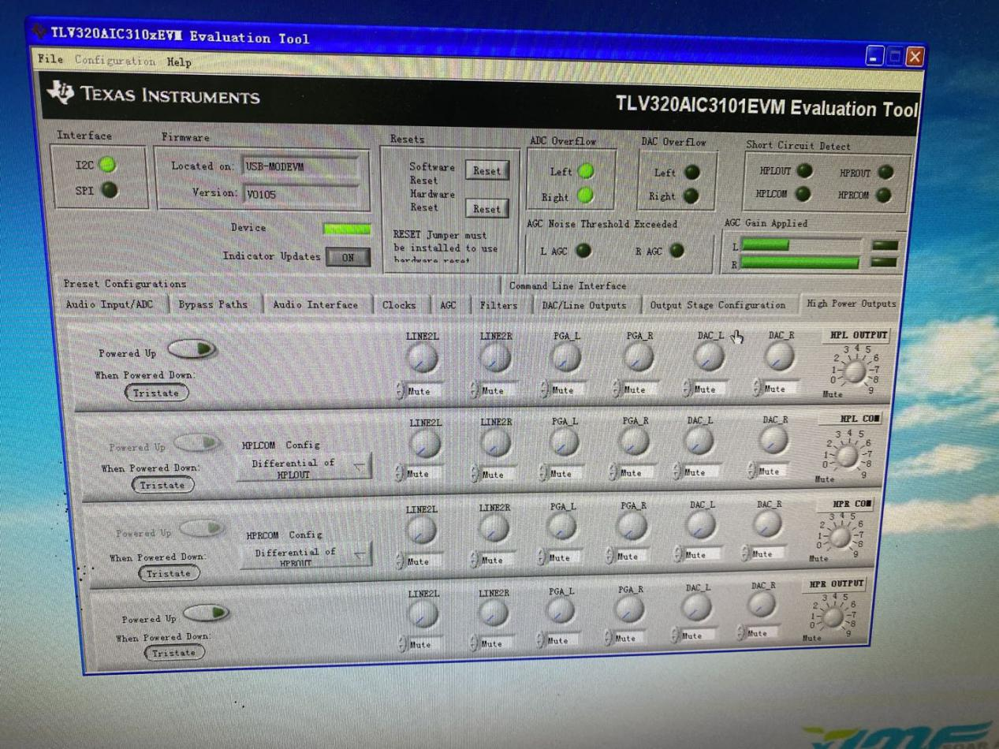 TLV320AIC310xEVM Evaluation Tool
File Configuration Help
TEXAS INSTRUMENTS
TLV320AIC3101EVM Evaluation Tool
Interface
I2C
SPI
Firmware
Located on: USB-MODEVM
Version: V0105
Device
Indicator Updates ON
Resets
Software Reset
Reset
Hardware Reset
Reset
RESET Jumper must
be installed to use
hardware reset
ADC Overflow
Left
Right
DAC Overflow
Left
Right
Short Circuit Detect
HPLOUT HPROUT
HPLCOM HPRCOM
AGC Noise Threshold Exceeded
L AGC R AGC
AGC Gain Applied
L
R
Preset Configurations Command Line Interface
Audio Input/ADC Bypass Paths Audio Interface Clocks AGC Filters DAC/Line Outputs Output Stage Configuration High Power Outputs
Powered Up
When Powered Down:
Tristate
LINE2L LINE2R PGA_L PGA_R DAC_L DAC_R
Mute Mute Mute Mute Mute Mute
HPL OUTPUT
3 4 5
2 6
1 7
0 8
Mute 9
Powered Up
When Powered Down:
Tristate
HPLCOM Config
Differential of
HPLOUT
LINE2L LINE2R PGA_L PGA_R DAC_L DAC_R
Mute Mute Mute Mute Mute Mute
HPL COM
3 4 5
2 6
1 7
0 8
Mute 9
Powered Up
When Powered Down:
Tristate
HPRCOM Config
Differential of
HPROUT
LINE2L LINE2R PGA_L PGA_R DAC_L DAC_R
Mute Mute Mute Mute Mute Mute
HPR COM
3 4 5
2 6
1 7
0 8
Mute 9
Powered Up
When Powered Down:
Tristate
LINE2L LINE2R PGA_L PGA_R DAC_L DAC_R
Mute Mute Mute Mute Mute Mute
HPR OUTPUT
3 4 5
2 6
1 7
0 8
Mute 9